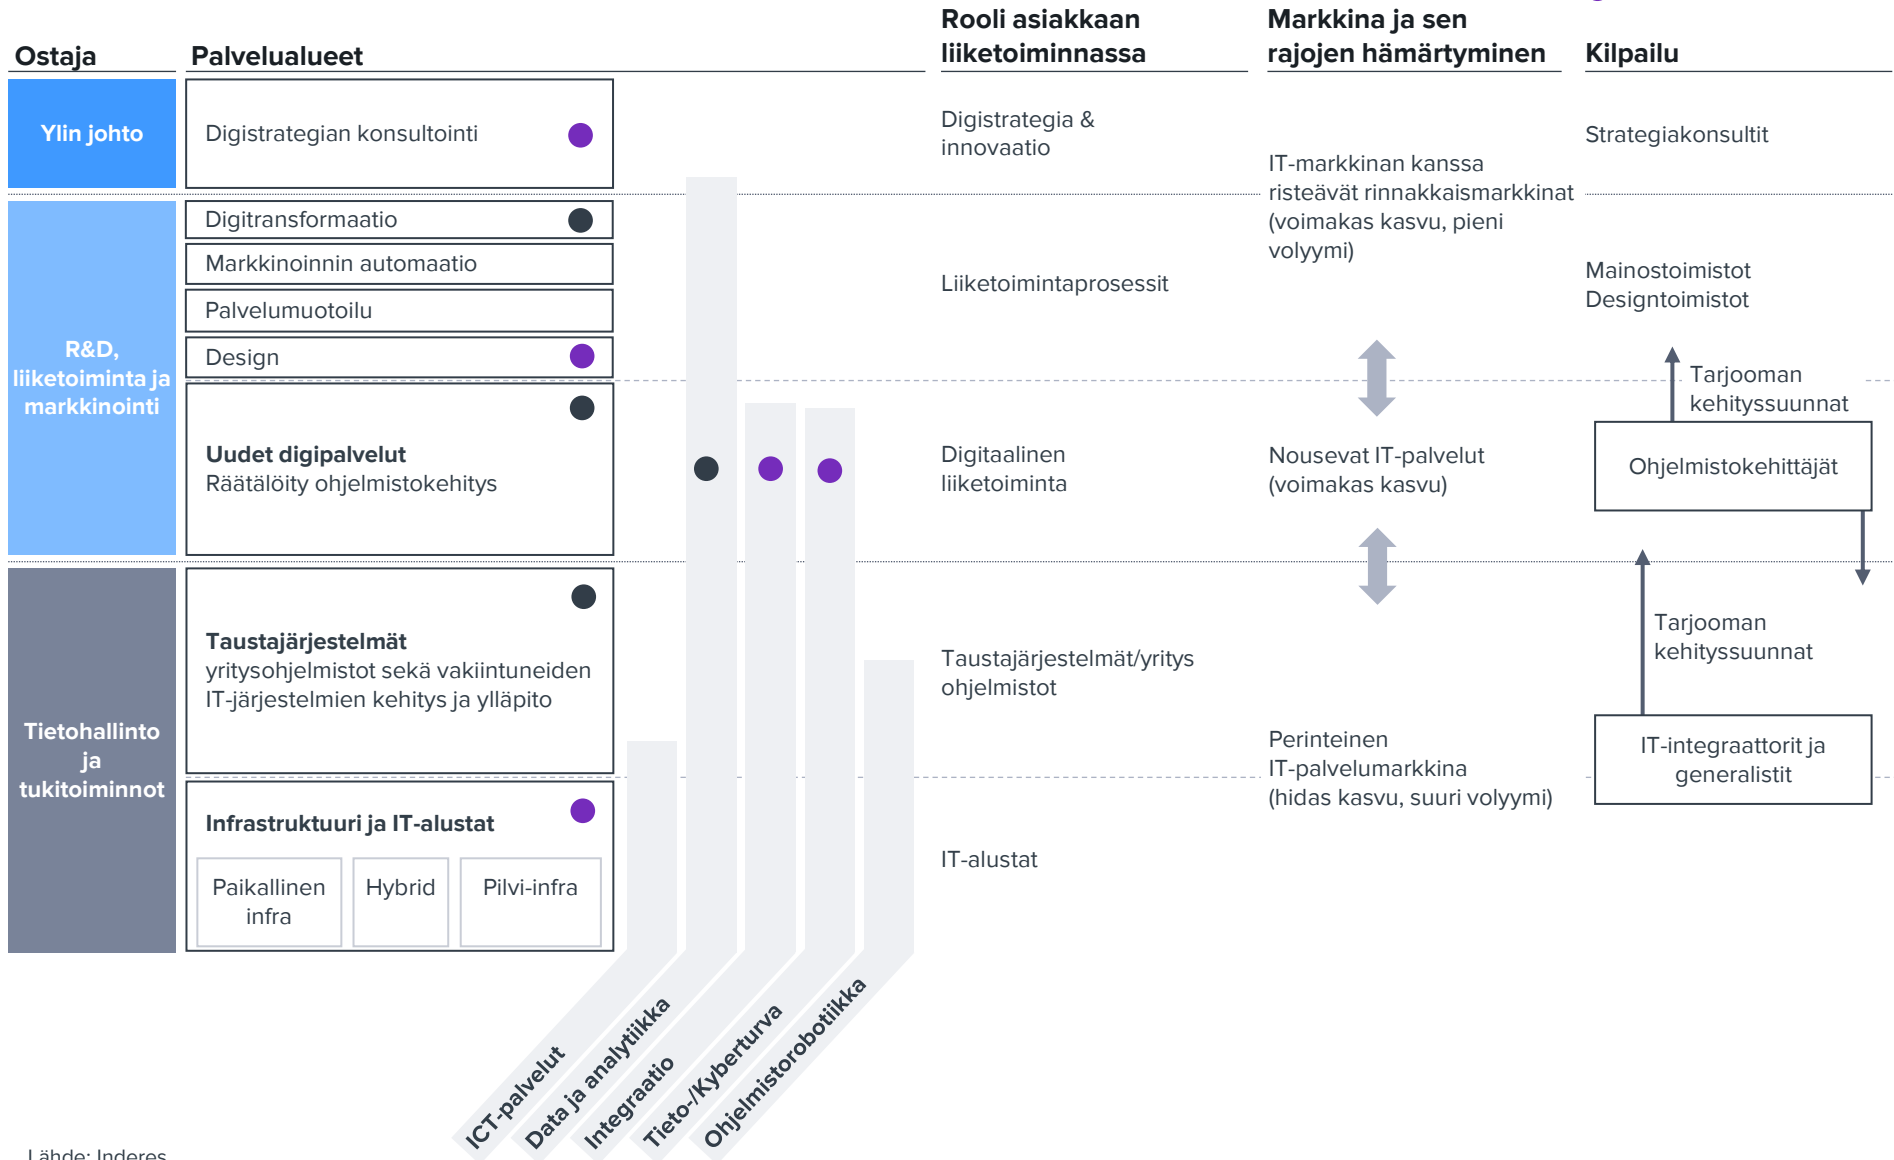 Ostaja
Palvelualueet
Rooli asiakkaan
liiketoiminnassa
Markkina ja sen
rajojen hämärtyminen
Kilpailu
Ylin johto
Digistrategian konsultointi
Digistrategia &
innovaatio
IT-markkinan kanssa
risteävät rinnakkaismarkkinat
(voimakas kasvu, pieni
volyymi)
Strategiakonsultit
R&D,
liiketoiminta ja
markkinointi
Digitransformaatio
Markkinoinnin automaatio
Palvelumuotoilu
Design
Liiketoimintaprosessit
Mainostoimistot
Designtoimistot
Tarjooman
kehityssuunnat
Uudet digipalvelut
Räätälöity ohjelmistokehitys
Digitaalinen
liiketoiminta
Nousevat IT-palvelut
(voimakas kasvu)
Ohjelmistokehittäjät
Tietohallinto
ja
tukitoiminnot
Taustajärjestelmät
yritysohjelmistot sekä vakiintuneiden
IT-järjestelmien kehitys ja ylläpito
Taustajärjestelmät/yritys
ohjelmistot
Tarjooman
kehityssuunnat
Perinteinen
IT-palvelumarkkina
(hidas kasvu, suuri volyymi)
IT-integraattorit ja
generalistit
Infrastruktuuri ja IT-alustat
Paikallinen
infra
Hybrid
Pilvi-infra
IT-alustat
ICT-palvelut
Data ja analytiikka
Integraatio
Tieto-/Kyberturva
Ohjelmistorobotiikka
Lähde: Inderes